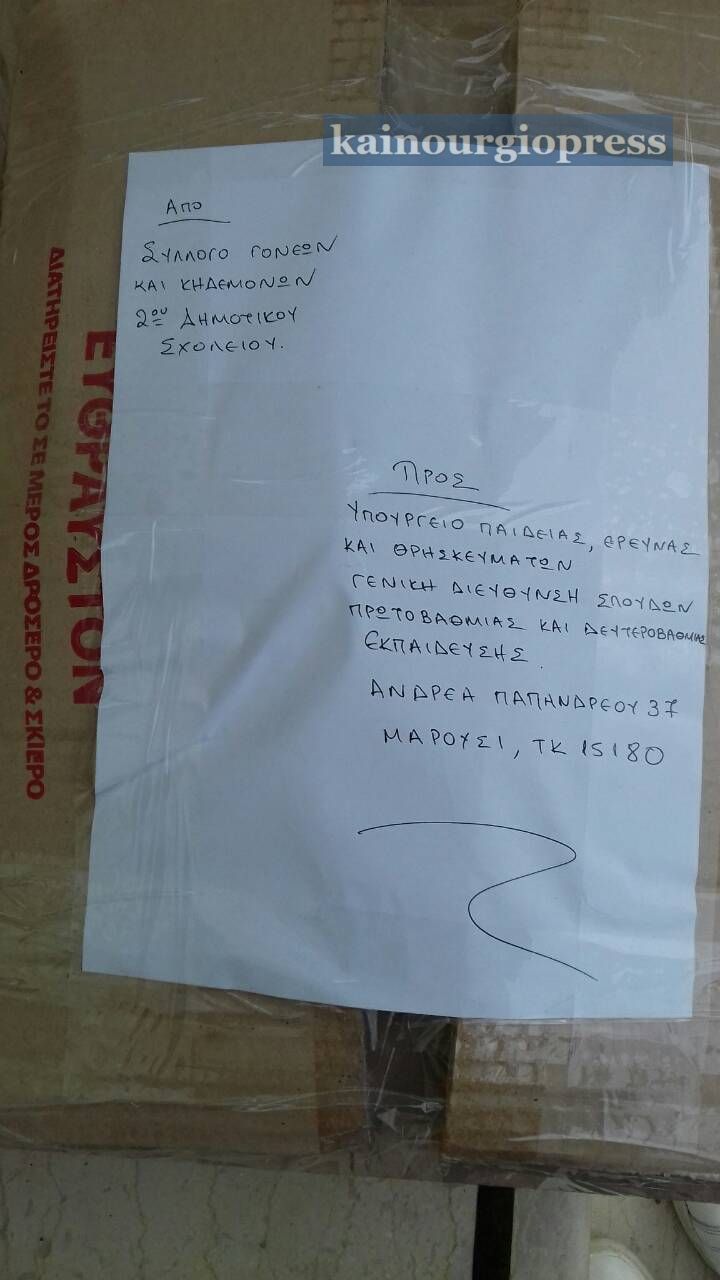 kainourgiopress
ΑΠΟ
ΣΥΛΛΟΓΟ ΓΟΝΕΩΝ
ΚΑΙ ΚΗΔΕΜΟΝΩΝ
2ου ΔΗΜΟΤΙΚΟΥ
ΣΧΟΛΕΙΟΥ.
ΠΡΟΣ
ΥΠΟΥΡΓΕΙΟ ΠΑΙΔΕΙΑΣ, ΕΡΕΥΝΑΣ
ΚΑΙ ΘΡΗΣΚΕΥΜΑΤΩΝ
ΓΕΝΙΚΗ ΔΙΕΥΘΥΝΣΗ ΣΠΟΥΔΩΝ
ΠΡΩΤΟΒΑΘΜΙΑΣ ΚΑΙ ΔΕΥΤΕΡΟΒΑΘΜΙΑΣ
ΕΚΠΑΙΔΕΥΣΗΣ.
ΑΝΔΡΕΑ ΠΑΠΑΝΔΡΕΟΥ 37
ΜΑΡΟΥΣΙ, ΤΚ 15180
ΕΥΘΡΑΥΣΤΟΝ
ΔΙΑΤΗΡΕΙΣΤΕ ΤΟ ΣΕ ΜΕΡΟΣ ΔΡΟΣΕΡΟ & ΣΚΙΕΡΟ